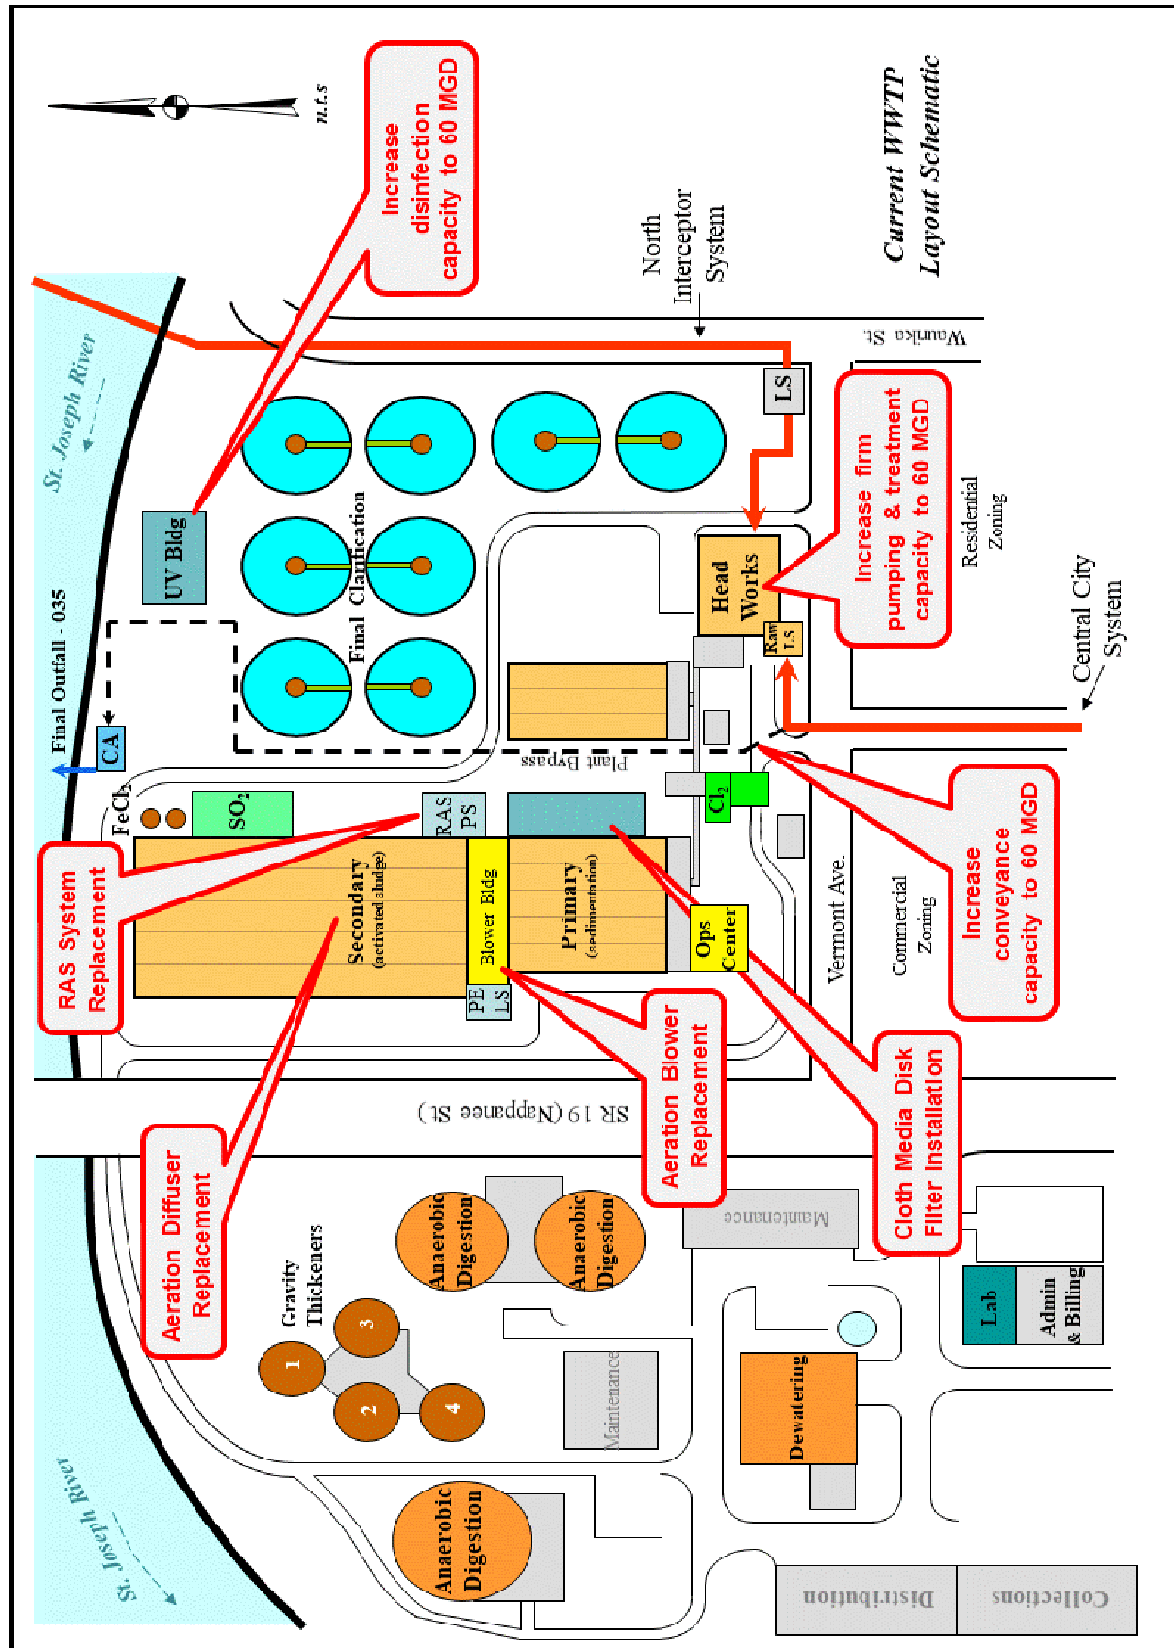 Current WWTP
Layout Schematic
n.t.s
St. Joseph River
Increase
disinfection
capacity to 60 MGD
North
Interceptor
System
Waurika
St.
LS
UV Bldg
Final Clarification
Final Outfall - 035
CA
Head
Works
Raw
LS
Increase firm
pumping & treatment
capacity to 60 MGD
Residential
Zoning
Central City
System
Plant Bypass
FeCl3
SO2
RAS
PS
Cl2
RAS System
Replacement
Secondary
(activated sludge)
Blower Bldg
Primary
(sedimentation)
PE
LS
Ops
Center
Vermont Ave.
Commercial
Zoning
Increase
conveyance
capacity to 60 MGD
SR 19 (Nappanee St.)
Aeration Diffuser
Replacement
Aeration Blower
Replacement
Cloth Media Disk
Filter Installation
St. Joseph River
Gravity
Thickeners
1
2
3
4
Anaerobic
Digestion
Anaerobic
Digestion
Anaerobic
Digestion
Maintenance
Maintenance
Dewatering
Lab
Admin
& Billing
Distribution
Collections